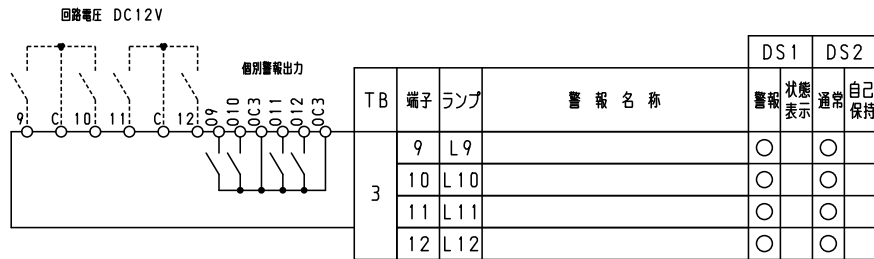 回路電圧 DC12V
個別警報出力
9 C 10 11 C 12 O9 O10 OC3 O11 O12 OC3
DS1 DS2
TB 端子 ランプ 警報名称 警報 状態表示 通常 自己保持
3
9 L9 ○ ○
10 L10 ○ ○
11 L11 ○ ○
12 L12 ○ ○